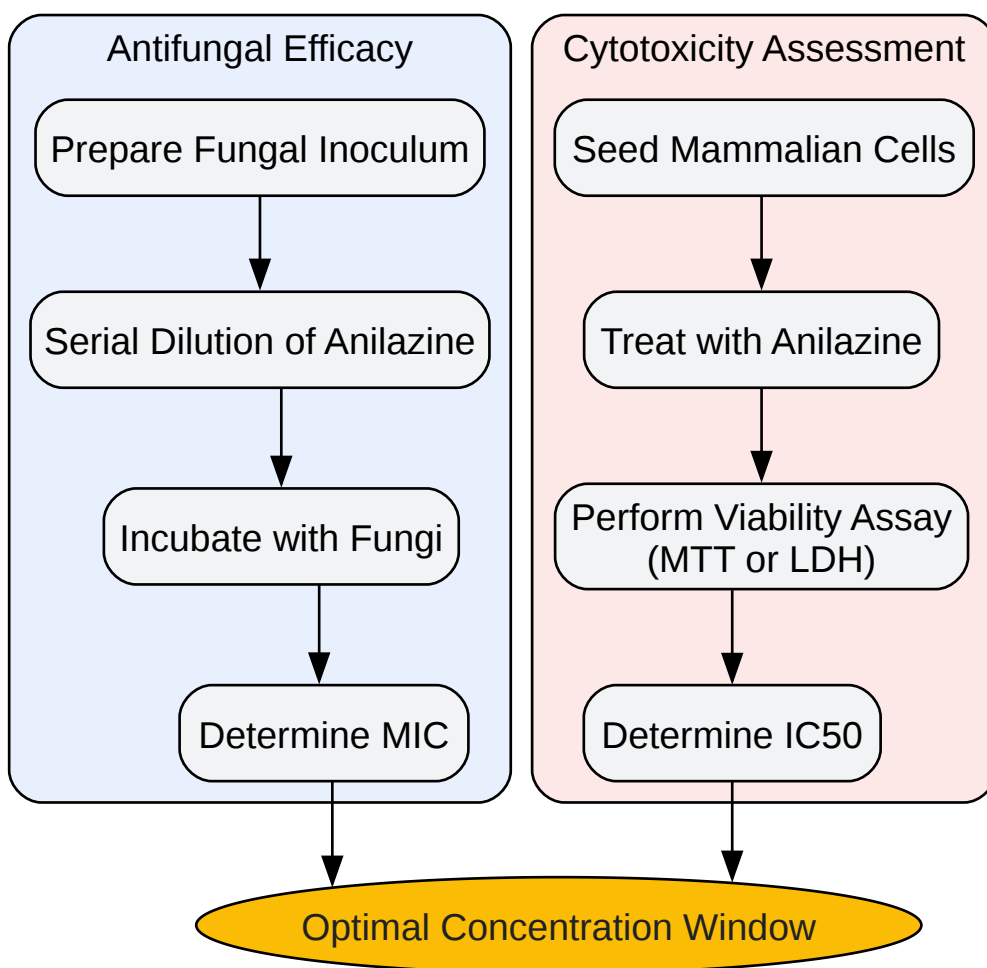 Antifungal Efficacy
Prepare Fungal Inoculum
Serial Dilution of Anilazine
Incubate with Fungi
Determine MIC
Cytotoxicity Assessment
Seed Mammalian Cells
Treat with Anilazine
Perform Viability Assay
(MTT or LDH)
Determine IC50
Optimal Concentration Window